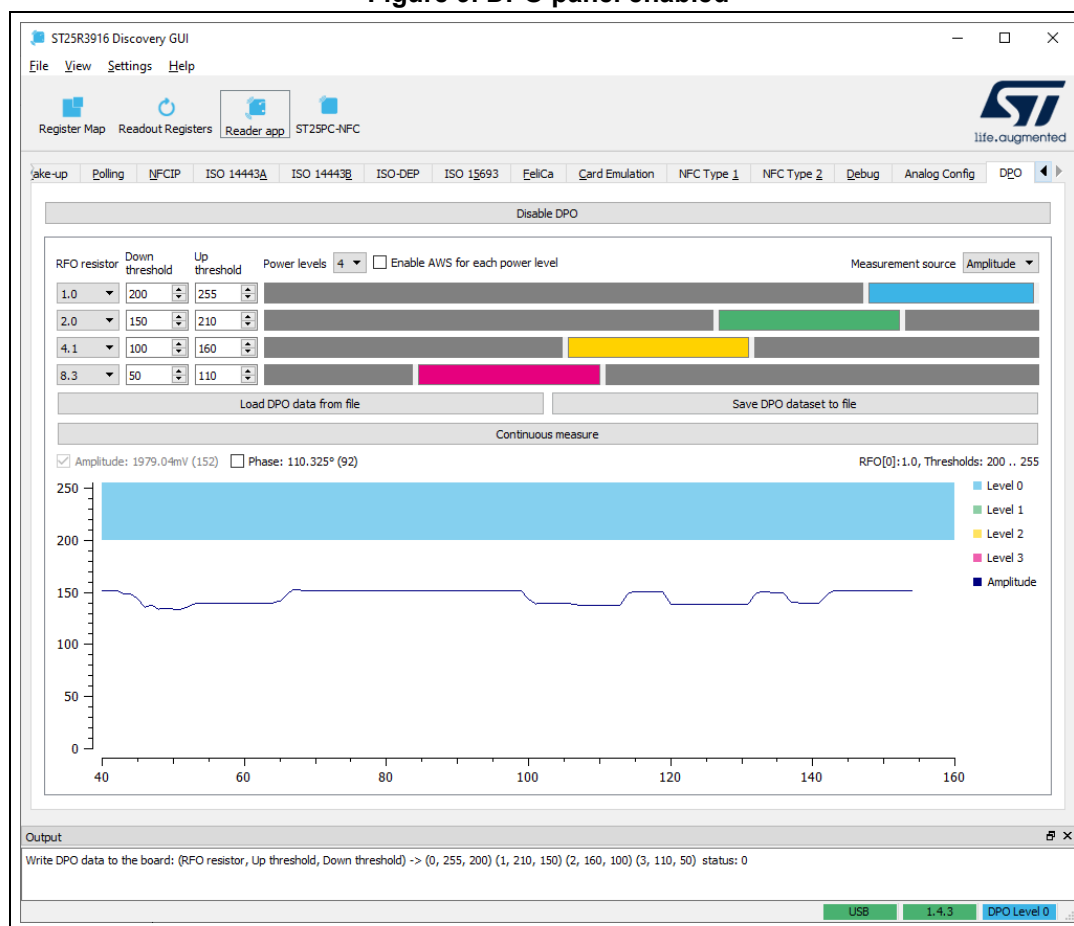 Figure 9. DPO panel enabled
ST25R3916 Discovery GUI
File View Settings Help
Register Map Readout Registers Reader app ST25PC-NFC
life.augmented
ake-up Polling NFCIP ISO 14443A ISO 14443B ISO-DEP ISO 15693 FeliCa Card Emulation NFC Type 1 NFC Type 2 Debug Analog Config DPO
Disable DPO
RFO resistor Down threshold Up threshold Power levels 4 Enable AWS for each power level Measurement source Amplitude
1.0 200 255
2.0 150 210
4.1 100 160
8.3 50 110
Load DPO data from file Save DPO dataset to file
Continuous measure
Amplitude: 1979.04mV (152) Phase: 110.325° (92) RFO[0]:1.0, Thresholds: 200 .. 255
250
200
150
100
50
0
Level 0
Level 1
Level 2
Level 3
Amplitude
40 60 80 100 120 140 160
Output
Write DPO data to the board: (RFO resistor, Up threshold, Down threshold) -> (0, 255, 200) (1, 210, 150) (2, 160, 100) (3, 110, 50) status: 0
USB 1.4.3 DPO Level 0